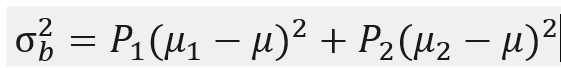 σ_b^2 = P_1(μ_1 − μ)^2 + P_2(μ_2 − μ)^2